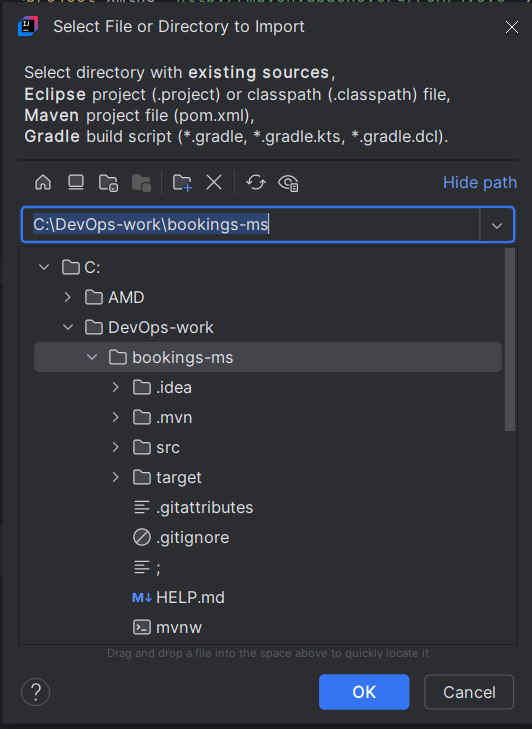 Select File or Directory to Import
Select directory with existing sources,
Eclipse project (.project) or classpath (.classpath) file,
Maven project file (pom.xml),
Gradle build script (*.gradle, *.gradle.kts, *.gradle.dcl).
Hide path
C:\DevOps-work\bookings-ms
C:
AMD
DevOps-work
bookings-ms
.idea
.mvn
src
target
.gitattributes
.gitignore
;
M↓ HELP.md
mvnw
Drag and drop a file into the space above to quickly locate it
? OK Cancel